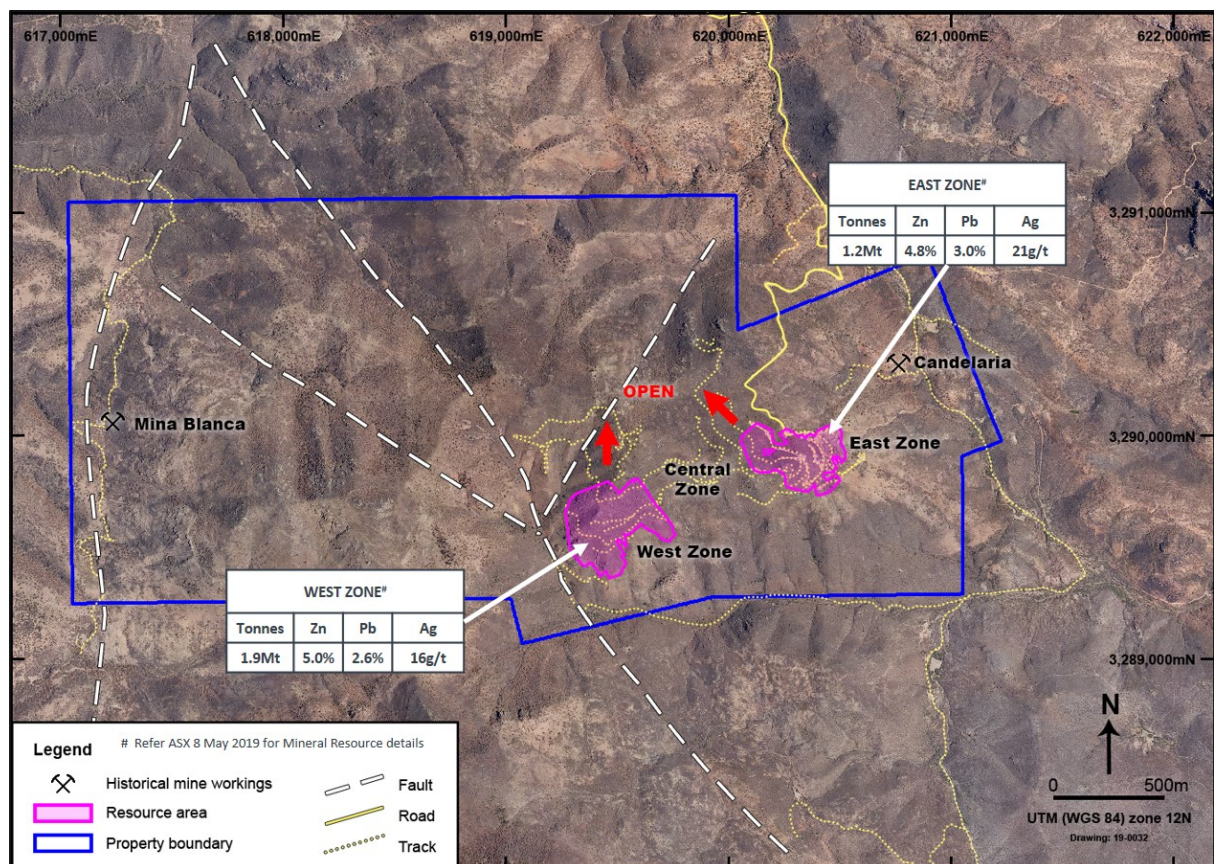 617,000mE
618,000mE
619,000mE
620,000mE
621,000mE
622,000mE
EAST ZONE#
Tonnes Zn Pb Ag
1.2Mt 4.8% 3.0% 21g/t
3,291,000mN
Candelaria
OPEN
Mina Blanca
3,290,000mN
East Zone
Central
Zone
West Zone
WEST ZONE#
Tonnes Zn Pb Ag
1.9Mt 5.0% 2.6% 16g/t
3,289,000mN
N
0 500m
UTM (WGS 84) zone 12N
Drawing: 19-0032
Legend
# Refer ASX 8 May 2019 for Mineral Resource details
Historical mine workings
Resource area
Property boundary
Fault
Road
Track